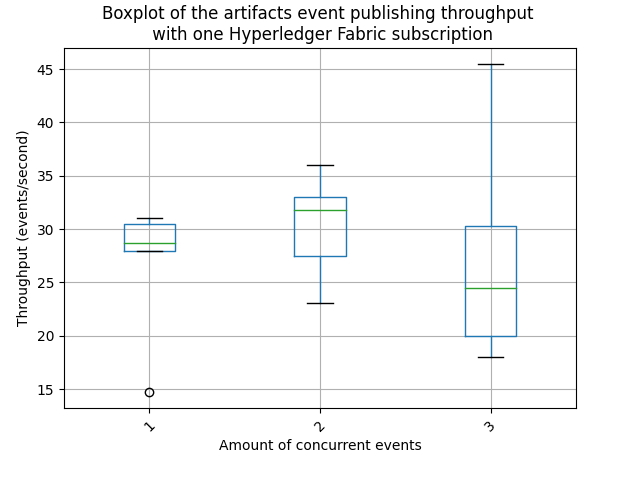 Boxplot of the artifacts event publishing throughput
with one Hyperledger Fabric subscription
45
40
35
30
25
20
15
Throughput (events/second)
1
2
3
Amount of concurrent events